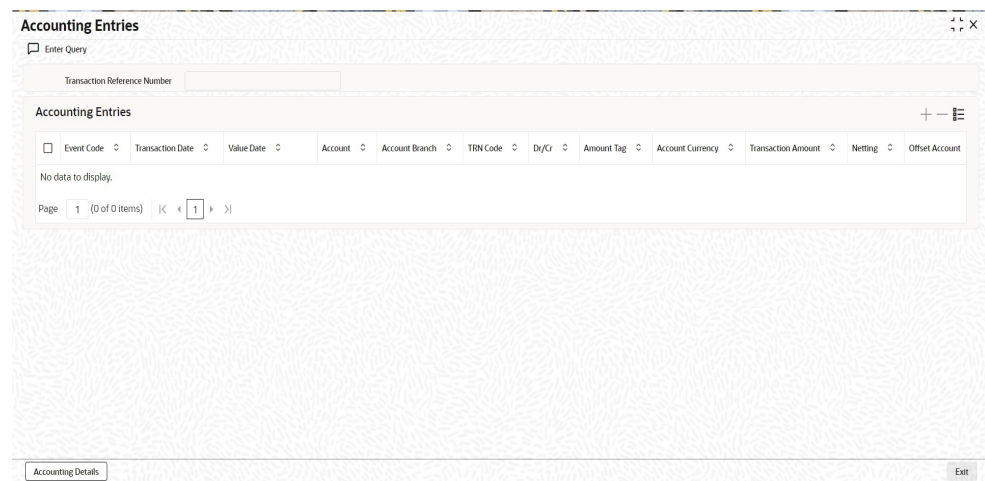 Accounting Entries
Enter Query
Transaction Reference Number
Accounting Entries
Event Code Transaction Date Value Date Account Account Branch TRN Code Dr/Cr Amount Tag Account Currency Transaction Amount Netting Offset Account
No data to display.
Page 1 (0 of 0 items) 1
Accounting Details Exit